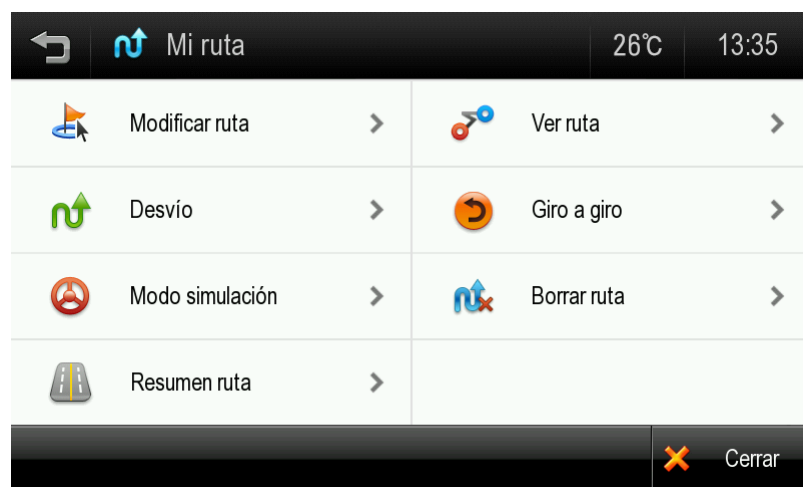 Mi ruta 26℃ 13:35
Modificar ruta Ver ruta
Desvío Giro a giro
Modo simulación Borrar ruta
Resumen ruta
Cerrar